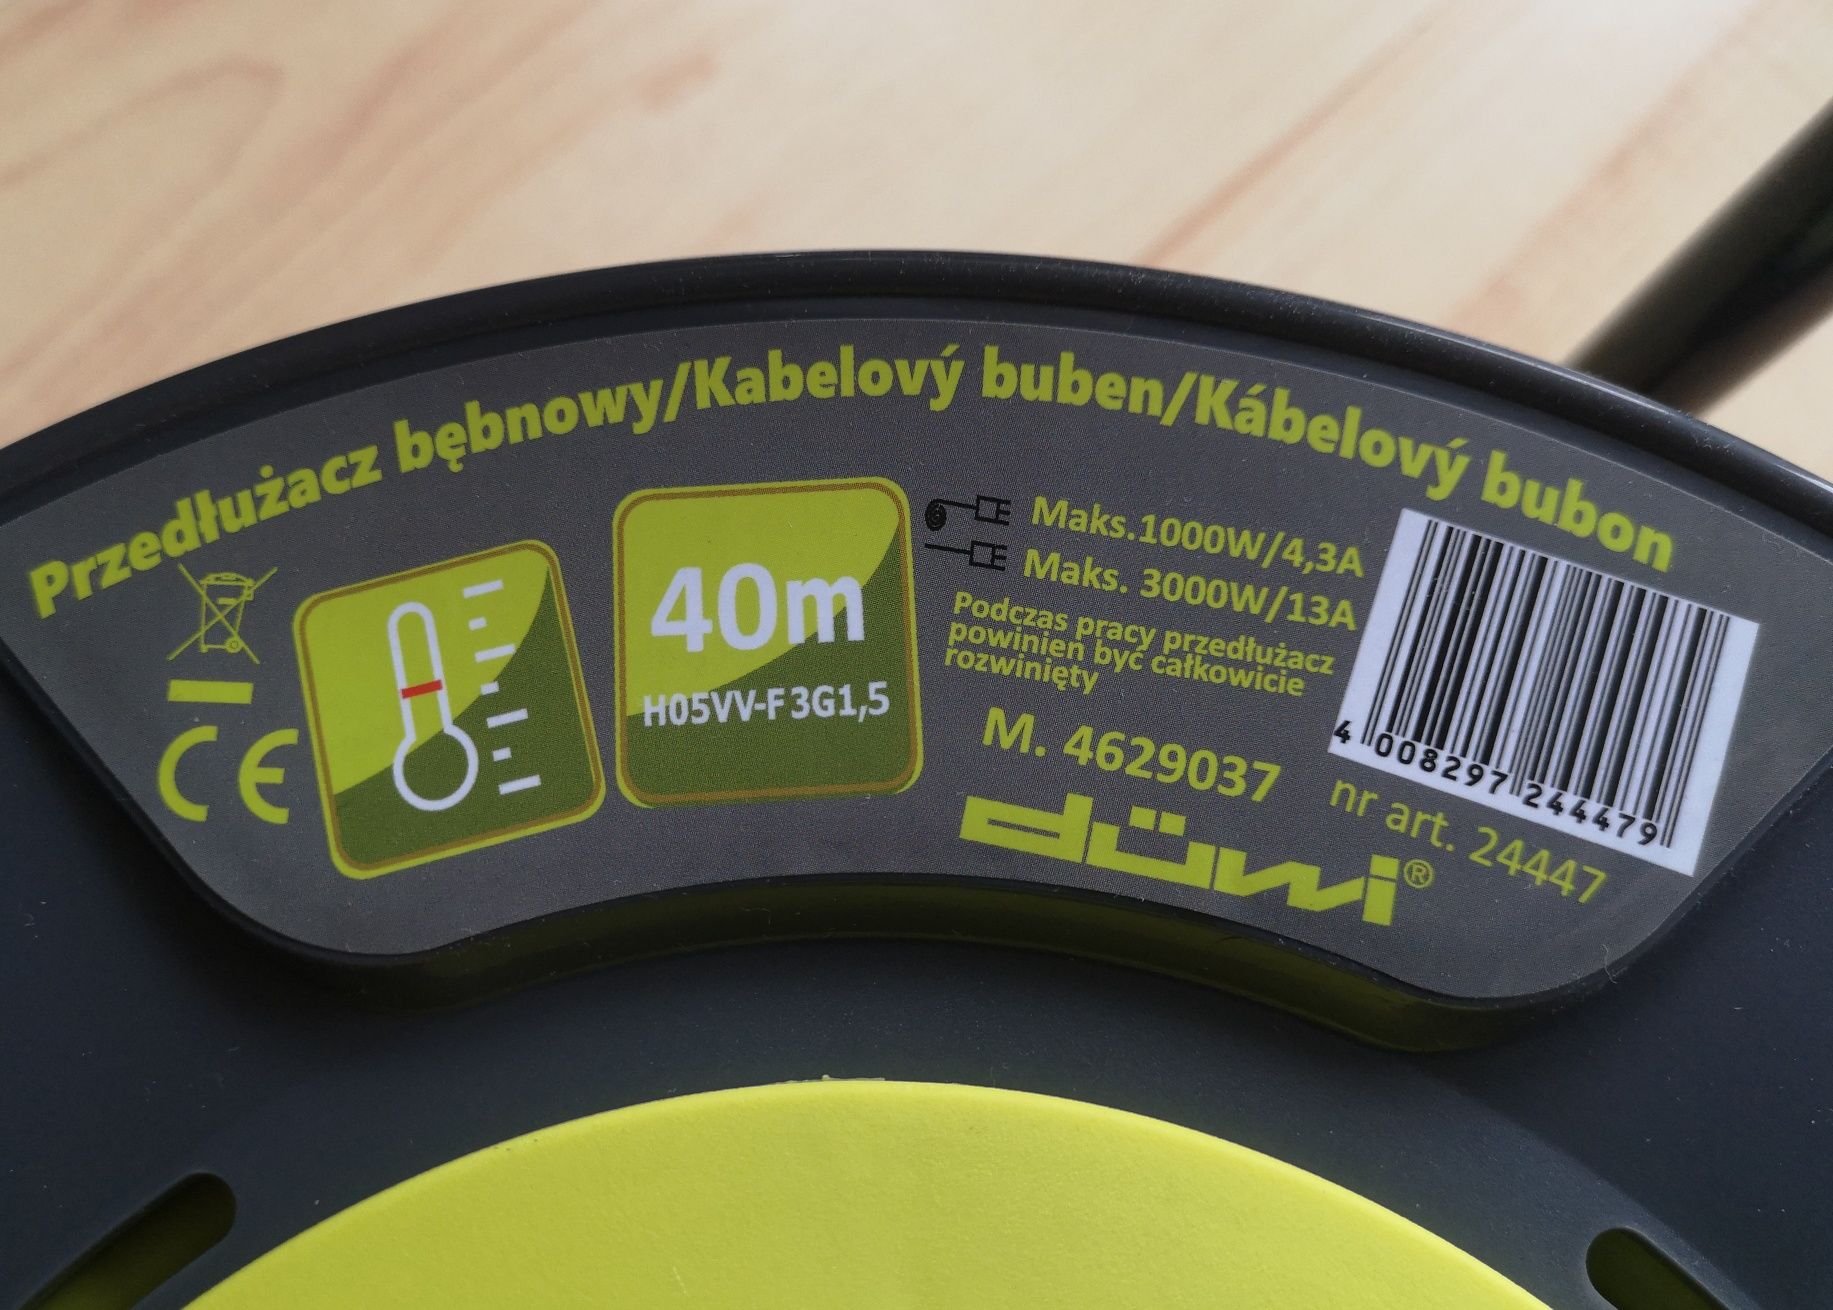 Przedłużacz bębnowy/Kabelový buben/Kábelový bubon
CE
40m
H05VV-F 3G1,5
Maks.1000W/4,3A
Maks. 3000W/13A
Podczas pracy przedłużacz
powinien być całkowicie
rozwinięty
M. 4629037
düwi®
4 008297 244479
nr art. 24447